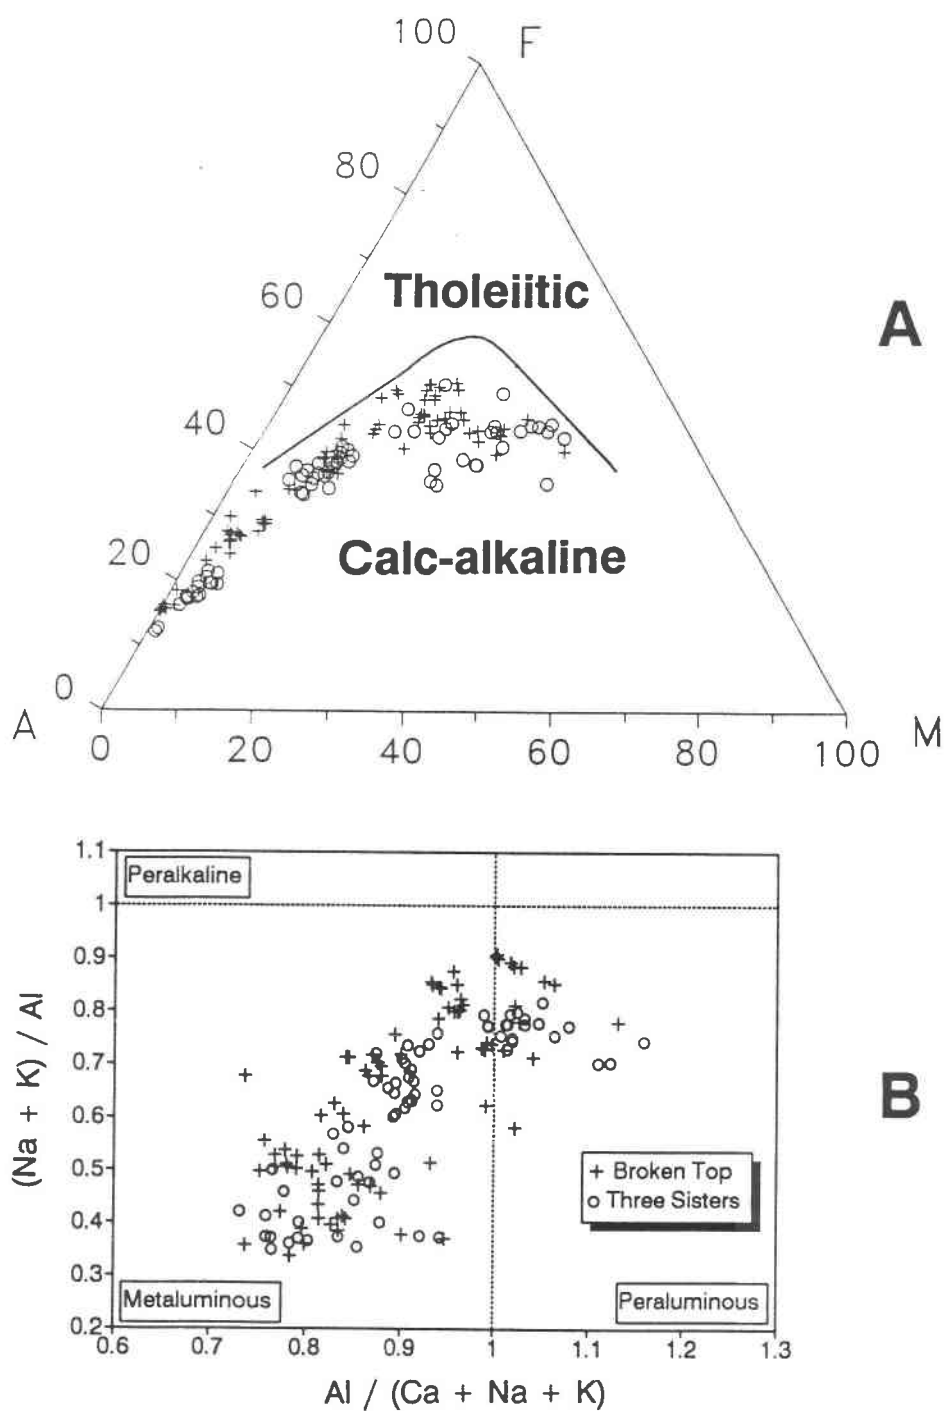 100
F
80
60
Tholeiitic
A
40
20
Calc-alkaline
0
A
0 20 40 60 80 100
M
1.1
Peralkaline
1
0.9
0.8
0.7
0.6
0.5
0.4
0.3
0.2
(Na + K) / Al
B
+ Broken Top
o Three Sisters
Metaluminous
Peraluminous
0.6 0.7 0.8 0.9 1 1.1 1.2 1.3
Al / (Ca + Na + K)